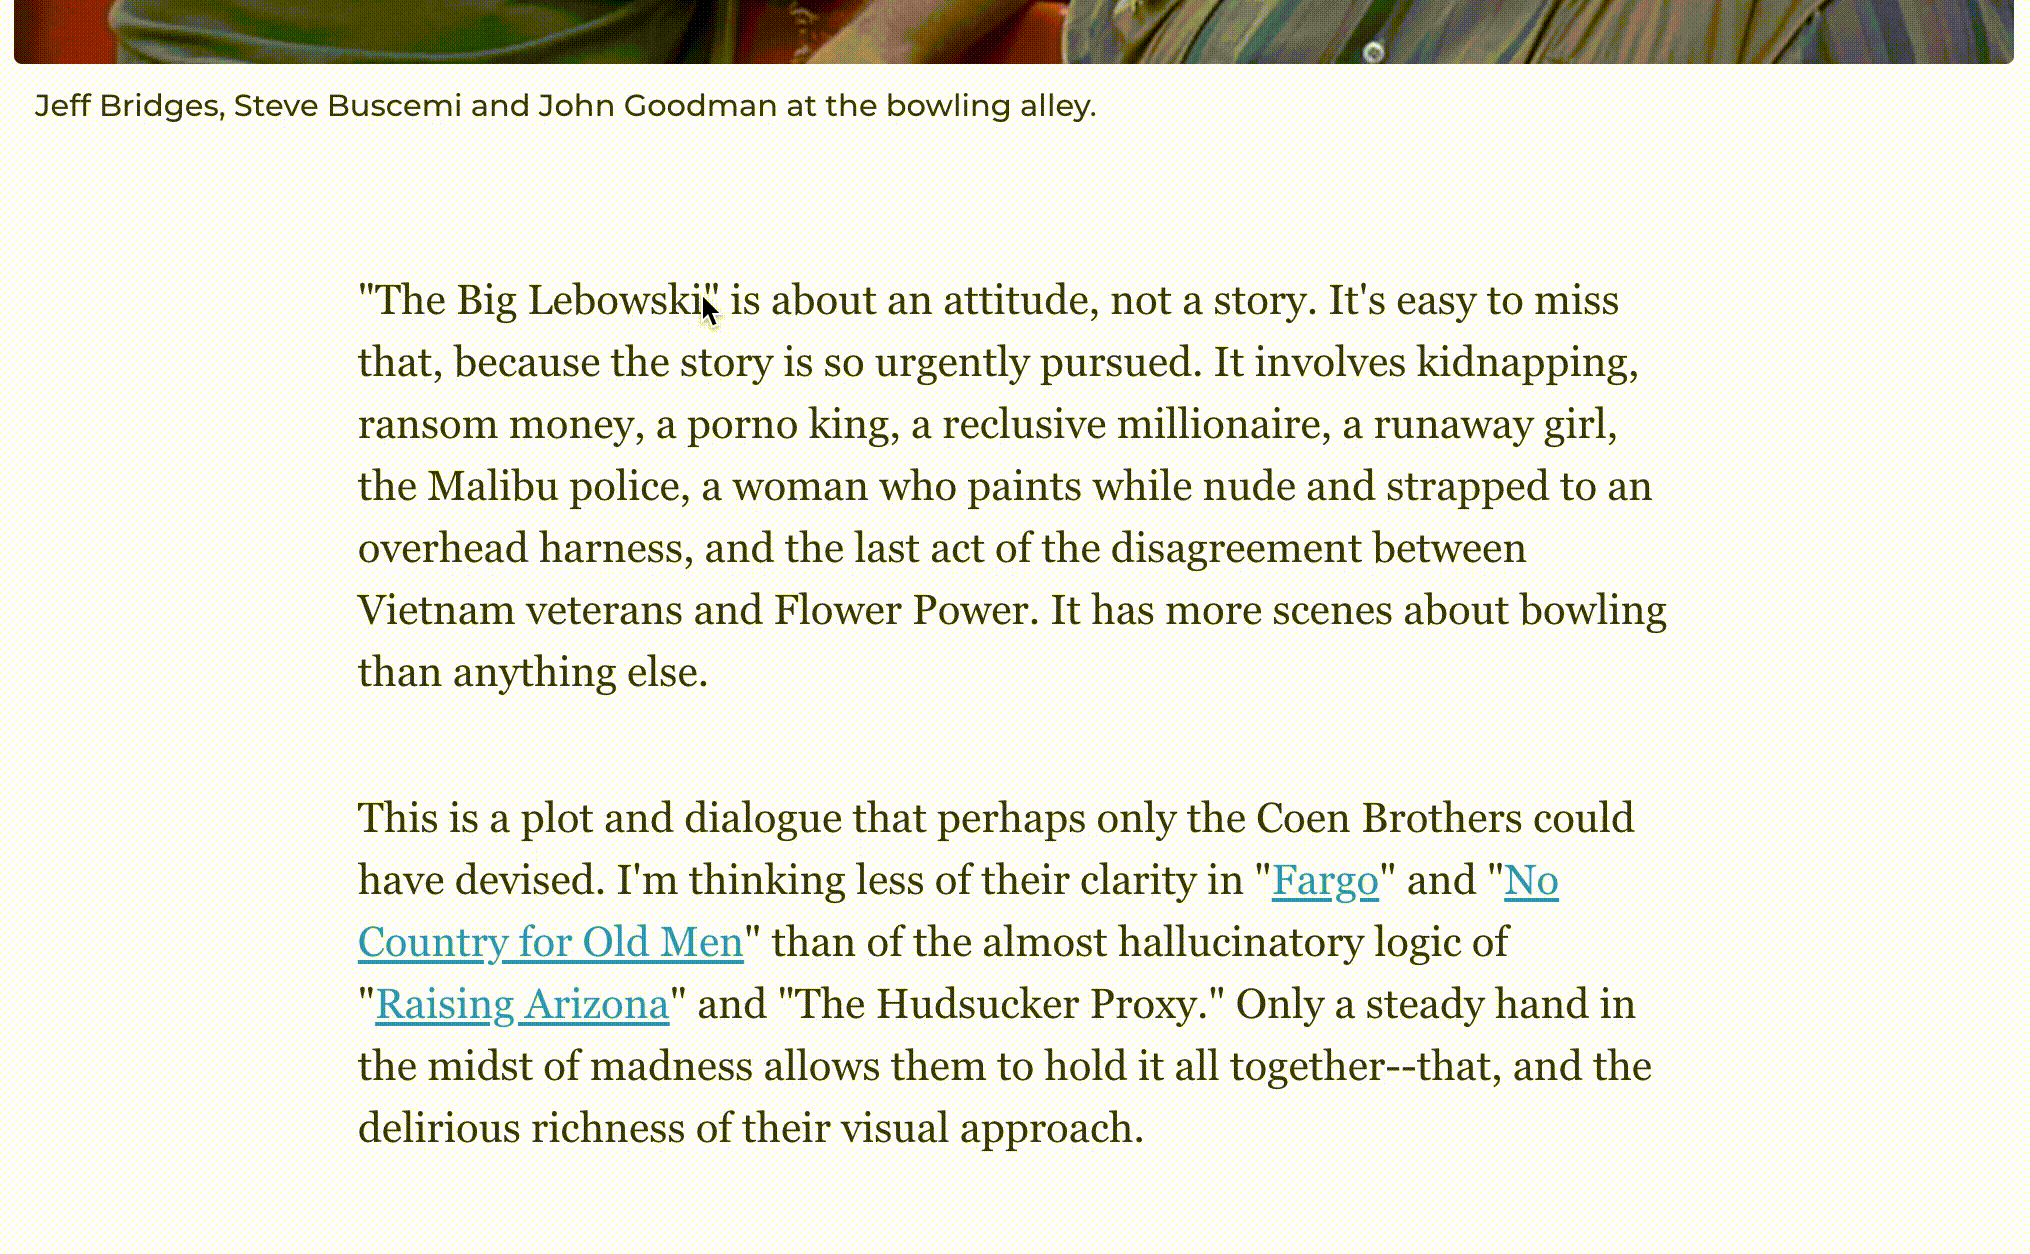 Jeff Bridges, Steve Buscemi and John Goodman at the bowling alley.
"The Big Lebowski" is about an attitude, not a story. It's easy to miss
that, because the story is so urgently pursued. It involves kidnapping,
ransom money, a porno king, a reclusive millionaire, a runaway girl,
the Malibu police, a woman who paints while nude and strapped to an
overhead harness, and the last act of the disagreement between
Vietnam veterans and Flower Power. It has more scenes about bowling
than anything else.
This is a plot and dialogue that perhaps only the Coen Brothers could
have devised. I'm thinking less of their clarity in "Fargo" and "No
Country for Old Men" than of the almost hallucinatory logic of
"Raising Arizona" and "The Hudsucker Proxy." Only a steady hand in
the midst of madness allows them to hold it all together--that, and the
delirious richness of their visual approach.